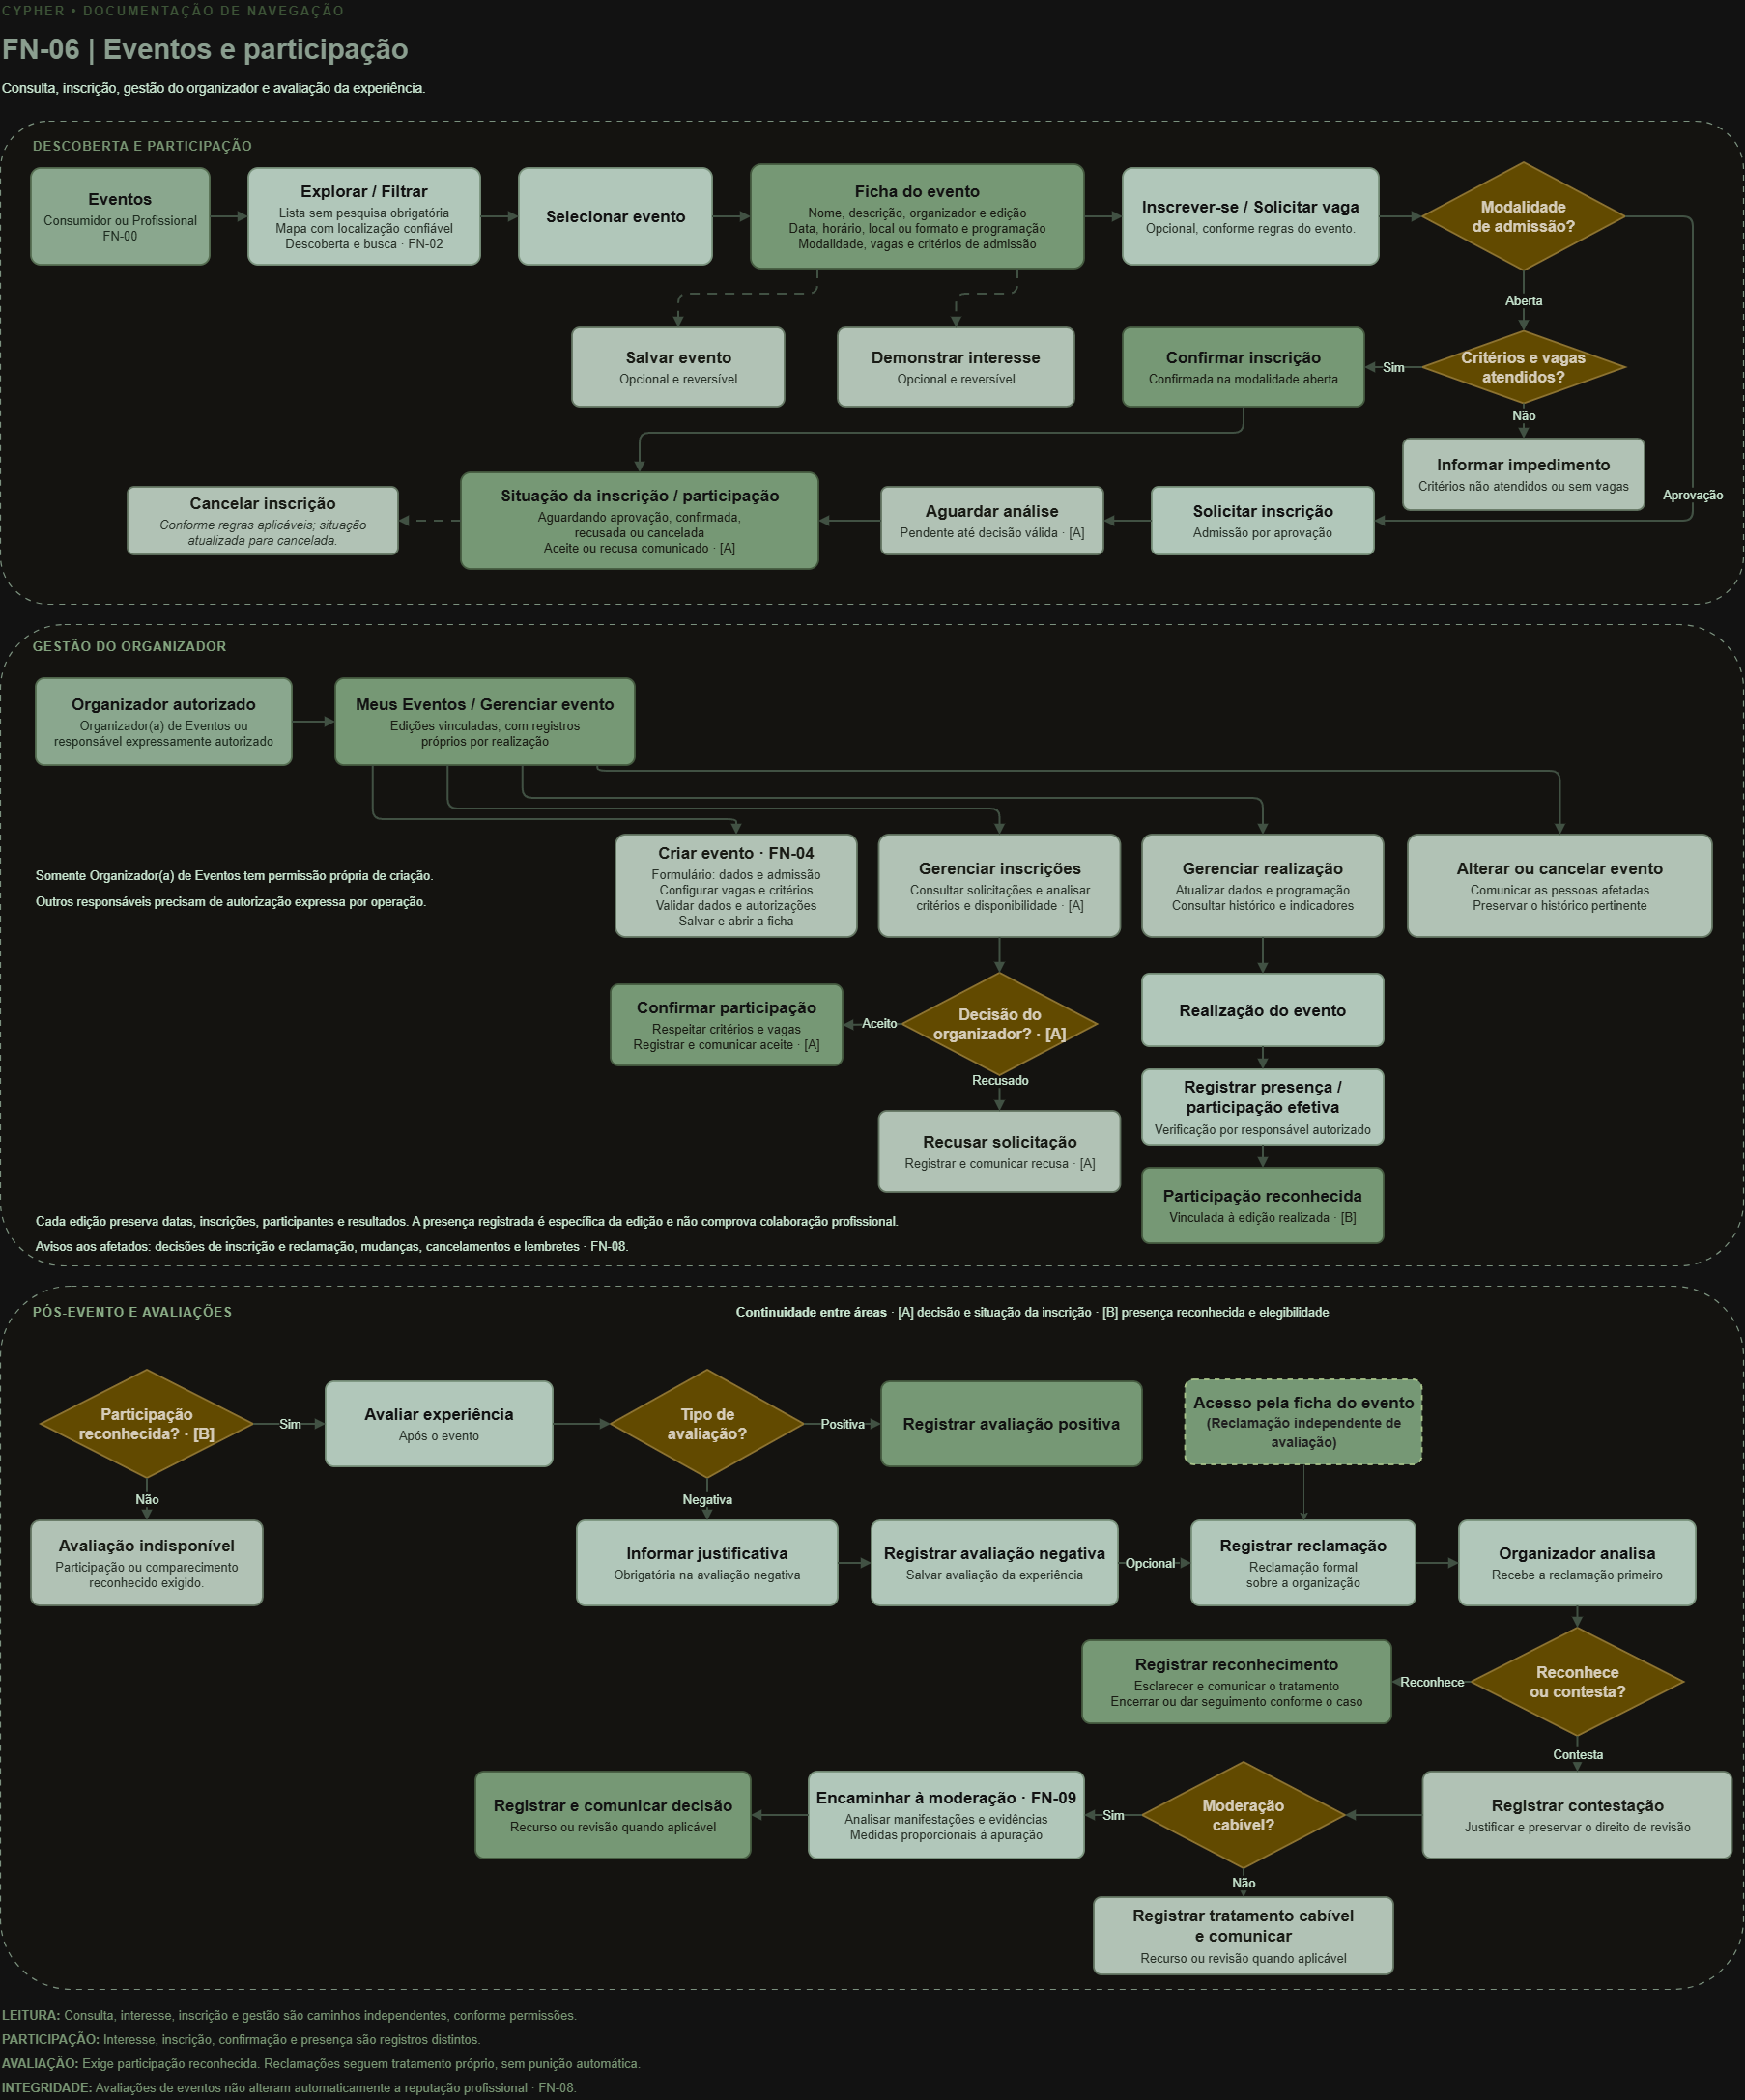 CYPHER • DOCUMENTAÇÃO DE NAVEGAÇÃO
FN-06 | Eventos e participação
Consulta, inscrição, gestão do organizador e avaliação da experiência.
DESCOBERTA E PARTICIPAÇÃO
Eventos
Consumidor ou Profissional
FN-00
Explorar / Filtrar
Lista sem pesquisa obrigatória
Mapa com localização confiável
Descoberta e busca · FN-02
Selecionar evento
Ficha do evento
Nome, descrição, organizador e edição
Data, horário, local ou formato e programação
Modalidade, vagas e critérios de admissão
Inscrever-se / Solicitar vaga
Opcional, conforme regras do evento.
Modalidade
de admissão?
Aberta
Salvar evento
Opcional e reversível
Demonstrar interesse
Opcional e reversível
Confirmar inscrição
Confirmada na modalidade aberta
Sim
Critérios e vagas
atendidos?
Não
Informar impedimento
Critérios não atendidos ou sem vagas
Aprovação
Cancelar inscrição
Conforme regras aplicáveis; situação
atualizada para cancelada.
Situação da inscrição / participação
Aguardando aprovação, confirmada,
recusada ou cancelada
Aceite ou recusa comunicado · [A]
Aguardar análise
Pendente até decisão válida · [A]
Solicitar inscrição
Admissão por aprovação
GESTÃO DO ORGANIZADOR
Organizador autorizado
Organizador(a) de Eventos ou
responsável expressamente autorizado
Meus Eventos / Gerenciar evento
Edições vinculadas, com registros
próprios por realização
Somente Organizador(a) de Eventos tem permissão própria de criação.
Outros responsáveis precisam de autorização expressa por operação.
Criar evento · FN-04
Formulário: dados e admissão
Configurar vagas e critérios
Validar dados e autorizações
Salvar e abrir a ficha
Gerenciar inscrições
Consultar solicitações e analisar
critérios e disponibilidade · [A]
Gerenciar realização
Atualizar dados e programação
Consultar histórico e indicadores
Alterar ou cancelar evento
Comunicar as pessoas afetadas
Preservar o histórico pertinente
Confirmar participação
Respeitar critérios e vagas
Registrar e comunicar aceite · [A]
Aceito
Decisão do
organizador? · [A]
Recusado
Recusar solicitação
Registrar e comunicar recusa · [A]
Realização do evento
Registrar presença /
participação efetiva
Verificação por responsável autorizado
Participação reconhecida
Vinculada à edição realizada · [B]
Cada edição preserva datas, inscrições, participantes e resultados. A presença registrada é específica da edição e não comprova colaboração profissional.
Avisos aos afetados: decisões de inscrição e reclamação, mudanças, cancelamentos e lembretes · FN-08.
PÓS-EVENTO E AVALIAÇÕES
Continuidade entre áreas · [A] decisão e situação da inscrição · [B] presença reconhecida e elegibilidade
Participação
reconhecida? · [B]
Sim
Não
Avaliar experiência
Após o evento
Tipo de
avaliação?
Positiva
Negativa
Registrar avaliação positiva
Acesso pela ficha do evento
(Reclamação independente de
avaliação)
Avaliação indisponível
Participação ou comparecimento
reconhecido exigido.
Informar justificativa
Obrigatória na avaliação negativa
Registrar avaliação negativa
Salvar avaliação da experiência
Opcional
Registrar reclamação
Reclamação formal
sobre a organização
Organizador analisa
Recebe a reclamação primeiro
Registrar reconhecimento
Esclarecer e comunicar o tratamento
Encerrar ou dar seguimento conforme o caso
Reconhece
Reconhece
ou contesta?
Contesta
Registrar e comunicar decisão
Recurso ou revisão quando aplicável
Encaminhar à moderação · FN-09
Analisar manifestações e evidências
Medidas proporcionais à apuração
Sim
Moderação
cabível?
Não
Registrar contestação
Justificar e preservar o direito de revisão
Registrar tratamento cabível
e comunicar
Recurso ou revisão quando aplicável
LEITURA: Consulta, interesse, inscrição e gestão são caminhos independentes, conforme permissões.
PARTICIPAÇÃO: Interesse, inscrição, confirmação e presença são registros distintos.
AVALIAÇÃO: Exige participação reconhecida. Reclamações seguem tratamento próprio, sem punição automática.
INTEGRIDADE: Avaliações de eventos não alteram automaticamente a reputação profissional · FN-08.